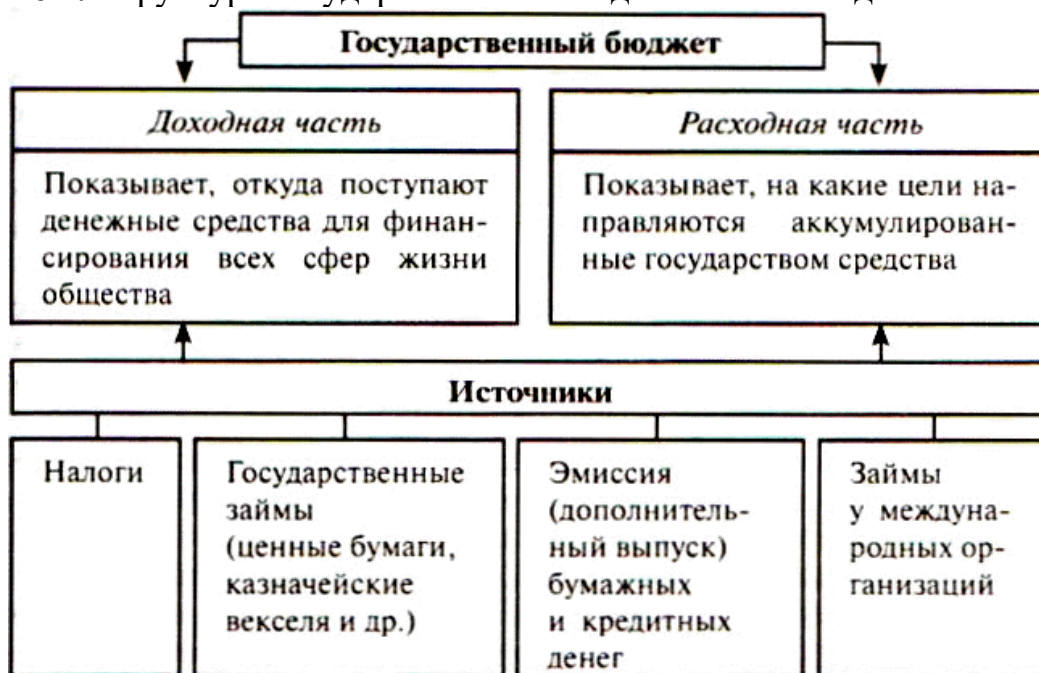 Государственный бюджет
Доходная часть
Показывает, откуда поступают
денежные средства для финан-
сирования всех сфер жизни
общества
Расходная часть
Показывает, на какие цели на-
правляются аккумулирован-
ные государством средства
Источники
Налоги
Государственные
займы
(ценные бумаги,
казначейские
векселя и др.)
Эмиссия
(дополнитель-
ный выпуск)
бумажных
и кредитных
денег
Займы
у междуна-
родных ор-
ганизаций